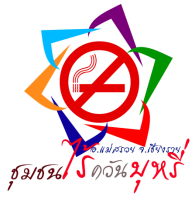 อ.แม่สรวย จ.เชียงราย
ชุมชนไร้ควันบุหรี่